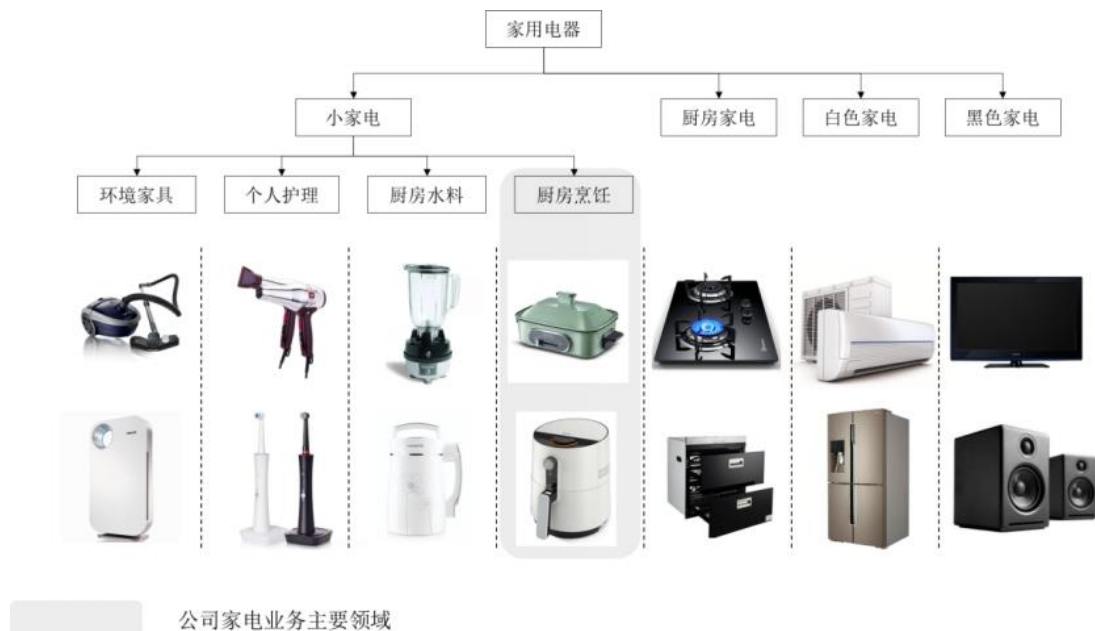 家用电器
小家电
厨房家电
白色家电
黑色家电
环境家具
个人护理
厨房水料
厨房烹饪
公司家电业务主要领域